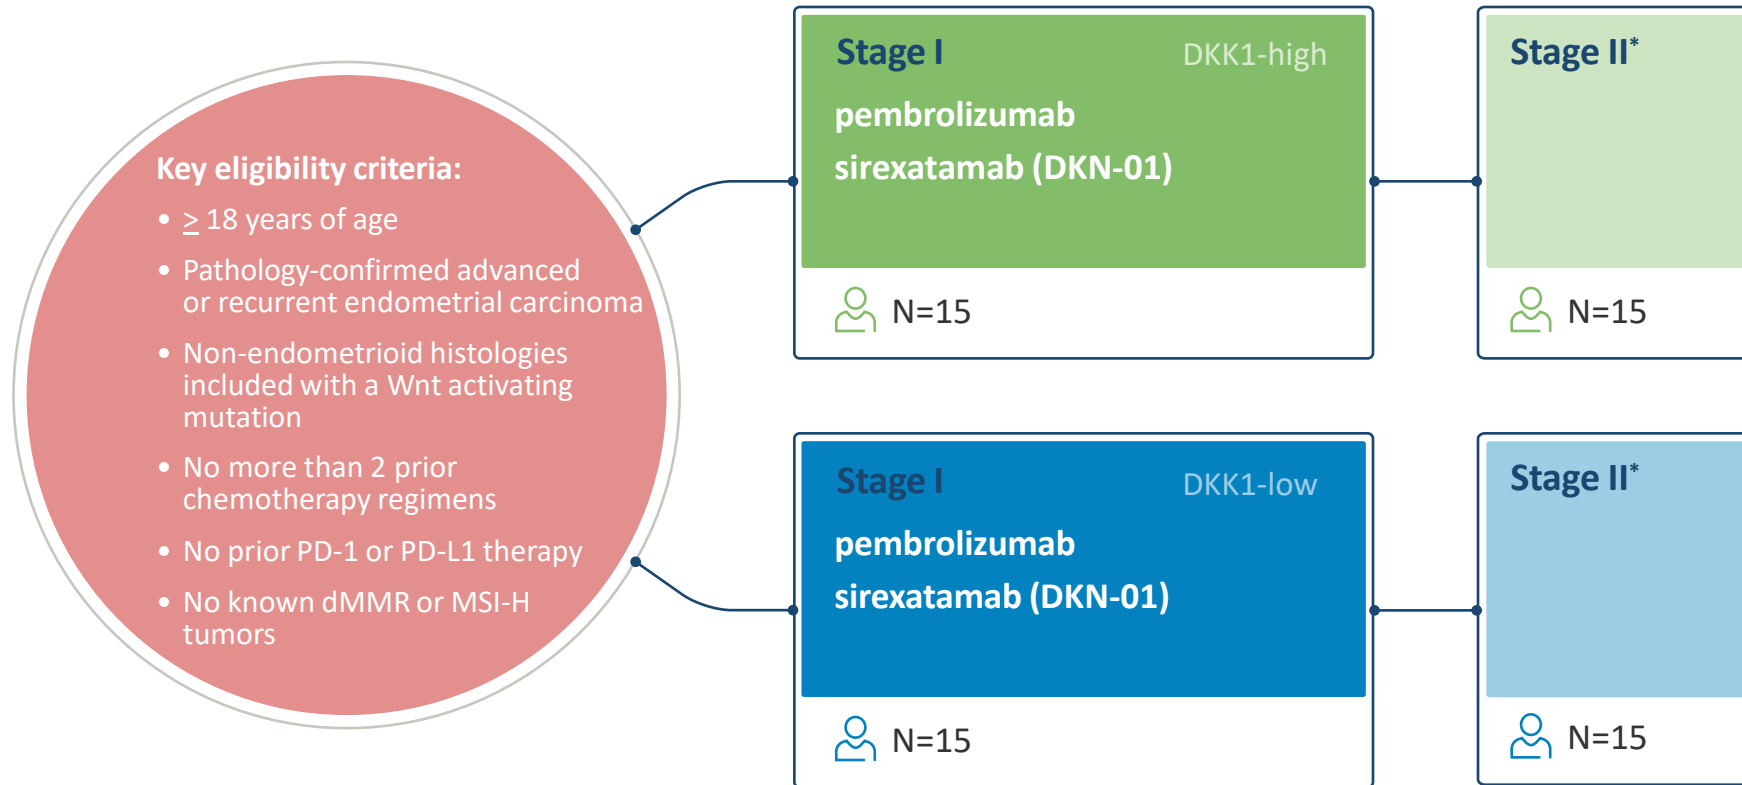 Key eligibility criteria:
• ≥ 18 years of age
• Pathology-confirmed advanced
or recurrent endometrial carcinoma
• Non-endometrioid histologies
included with a Wnt activating
mutation
• No more than 2 prior
chemotherapy regimens
• No prior PD-1 or PD-L1 therapy
• No known dMMR or MSI-H
tumors
Stage I DKK1-high
pembrolizumab
sirexatamab (DKN-01)
N=15
Stage II*
N=15
Stage I DKK1-low
pembrolizumab
sirexatamab (DKN-01)
N=15
Stage II*
N=15